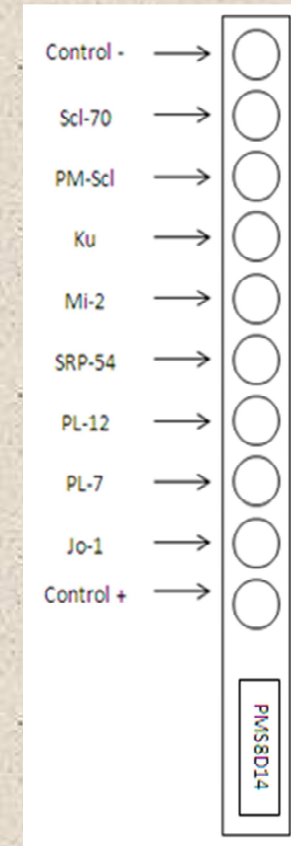 Control -
Scl-70
PM-Scl
Ku
Mi-2
SRP-54
PL-12
PL-7
Jo-1
Control +
PMS8D14